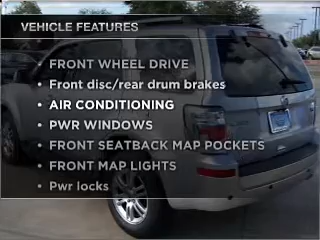 VEHICLE FEATURES
• FRONT WHEEL DRIVE
• Front disc/rear drum brakes
• AIR CONDITIONING
• PWR WINDOWS
• FRONT SEATBACK MAP POCKETS
• FRONT MAP LIGHTS
• Pwr locks